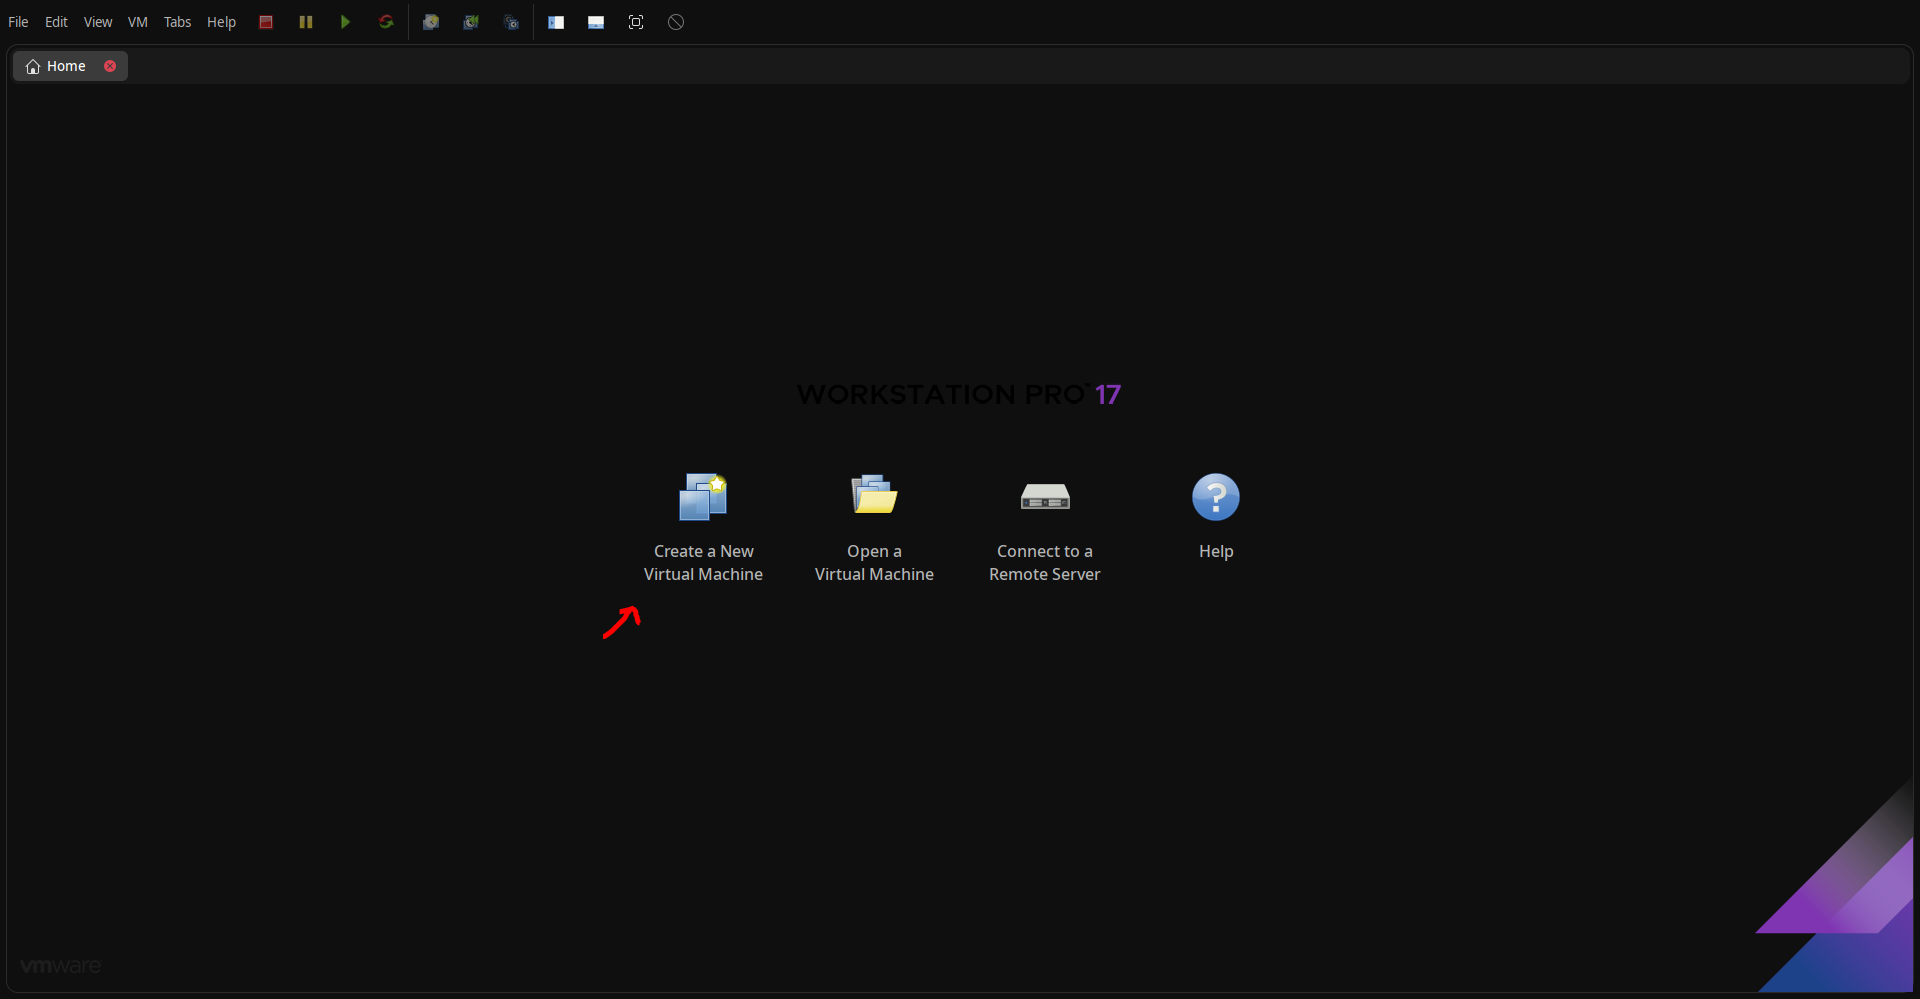 File Edit View VM Tabs Help
Home
WORKSTATION PRO™ 17
Create a New
Virtual Machine
Open a
Virtual Machine
Connect to a
Remote Server
Help
vmware